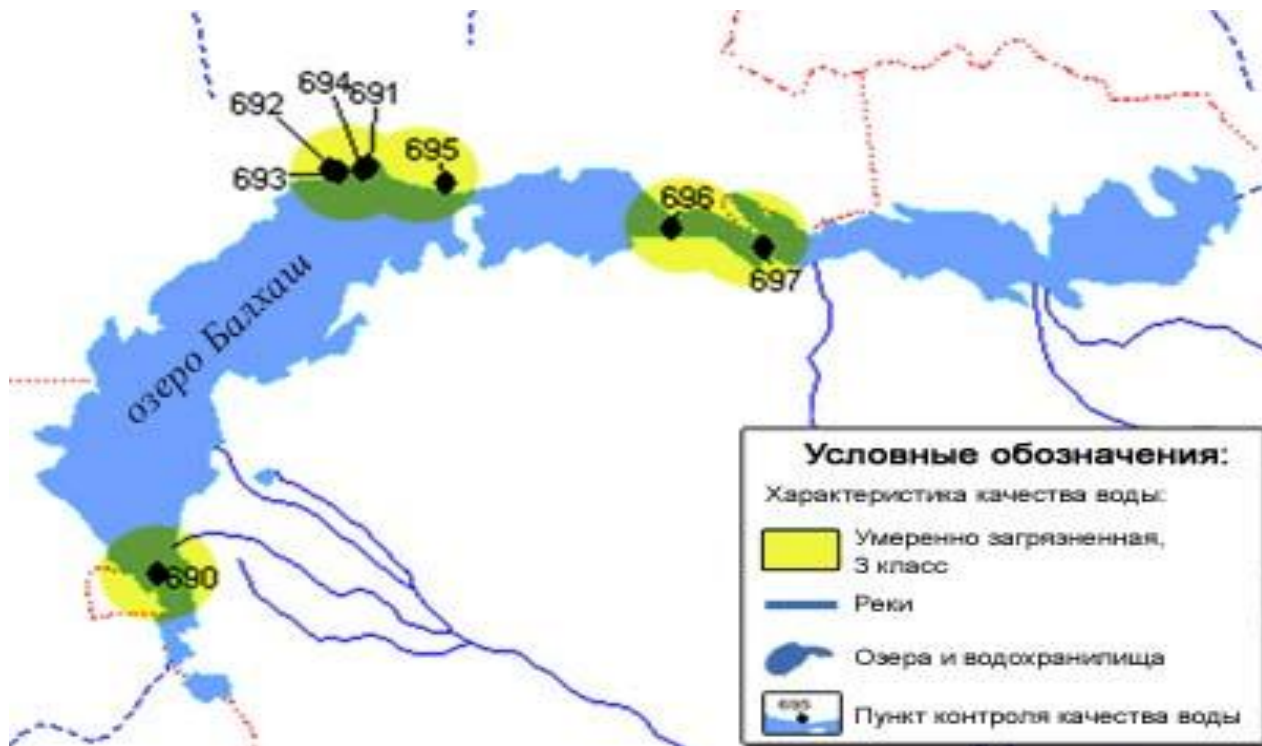 694 691
692
693
695
696
697
озеро Балхаш
690
Условные обозначения:
Характеристика качества воды:
Умеренно загрязненная,
3 класс
Реки
Озера и водохранилища
695
Пункт контроля качества воды